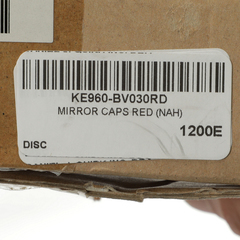 KE960-BV030RD
MIRROR CAPS RED (NAH)
1200E
DISC